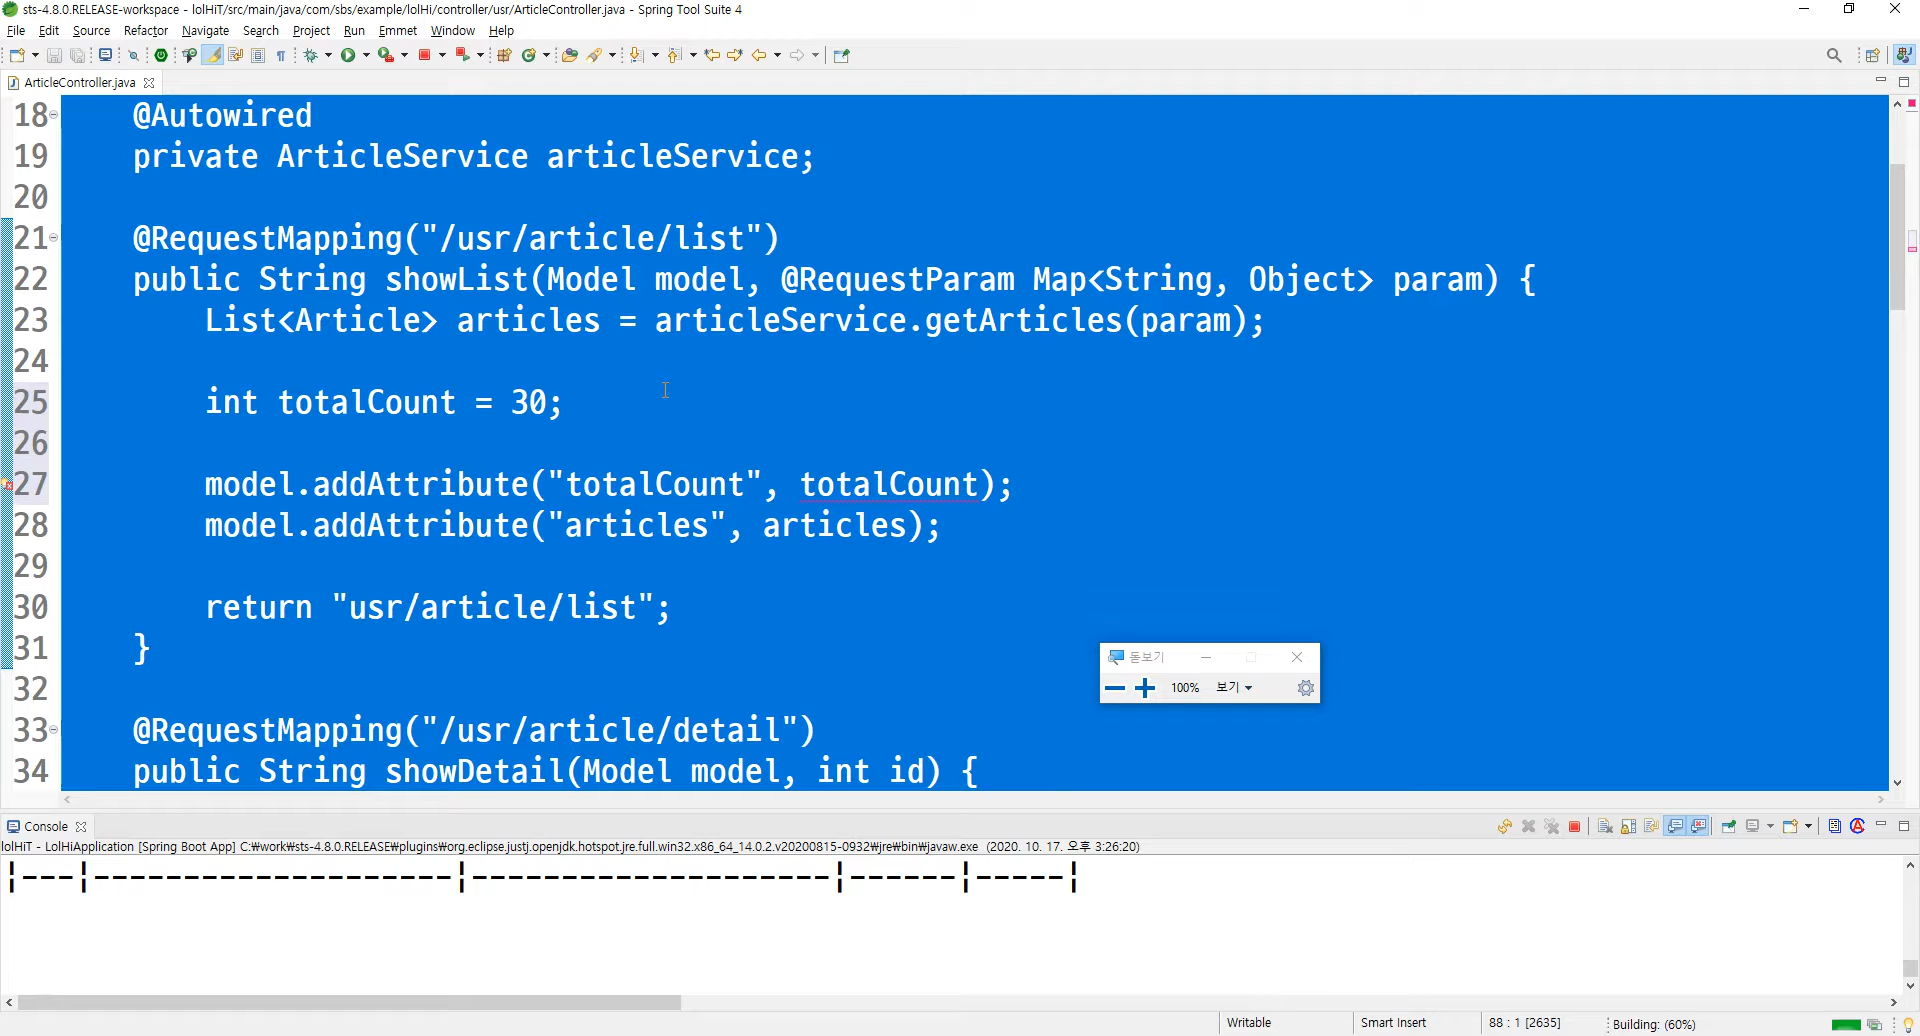 sts-4.8.0.RELEASE-workspace - lolHiT/src/main/java/com/sbs/example/lolHi/controller/usr/ArticleController.java - Spring Tool Suite 4
File Edit Source Refactor Navigate Search Project Run Emmet Window Help
ArticleController.java
18 @Autowired
19 private ArticleService articleService;
20
21 @RequestMapping("/usr/article/list")
22 public String showList(Model model, @RequestParam Map<String, Object> param) {
23 List<Article> articles = articleService.getArticles(param);
24
25 int totalCount = 30;
26
27 model.addAttribute("totalCount", totalCount);
28 model.addAttribute("articles", articles);
29
30 return "usr/article/list";
31 }
32
33 @RequestMapping("/usr/article/detail")
34 public String showDetail(Model model, int id) {
돋보기
100% 보기
Console
lolHiT - LolHiApplication [Spring Boot App] C:₩work₩sts-4.8.0.RELEASE₩plugins₩org.eclipse.justj.openjdk.hotspot.jre.full.win32.x86_64_14.0.2.v20200815-0932₩jre₩bin₩javaw.exe (2020. 10. 17. 오후 3:26:20)
¦---¦--------------------¦--------------------¦------¦-----¦
Writable Smart Insert 88 : 1 [2635] Building: (60%)